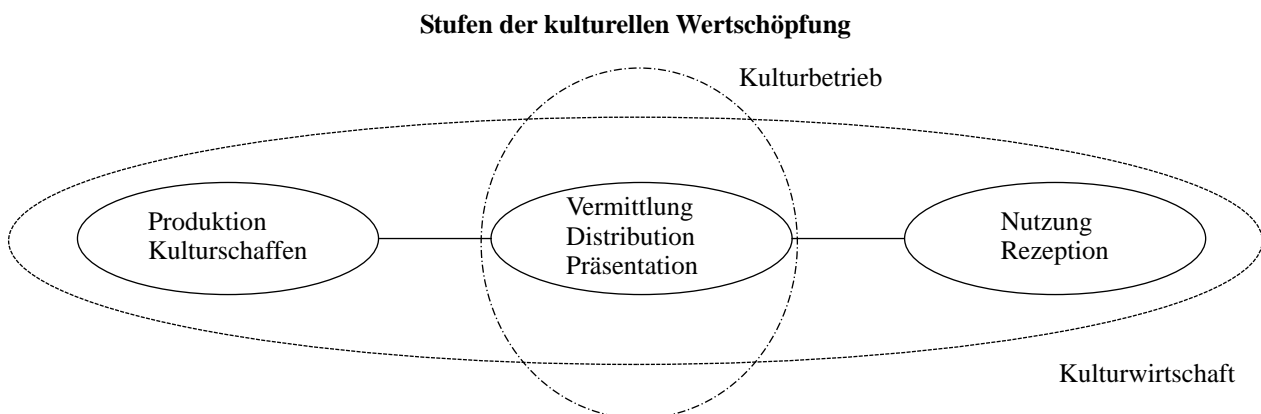 Stufen der kulturellen Wertschöpfung
Kulturbetrieb
Produktion
Kulturschaffen
Vermittlung
Distribution
Präsentation
Nutzung
Rezeption
Kulturwirtschaft